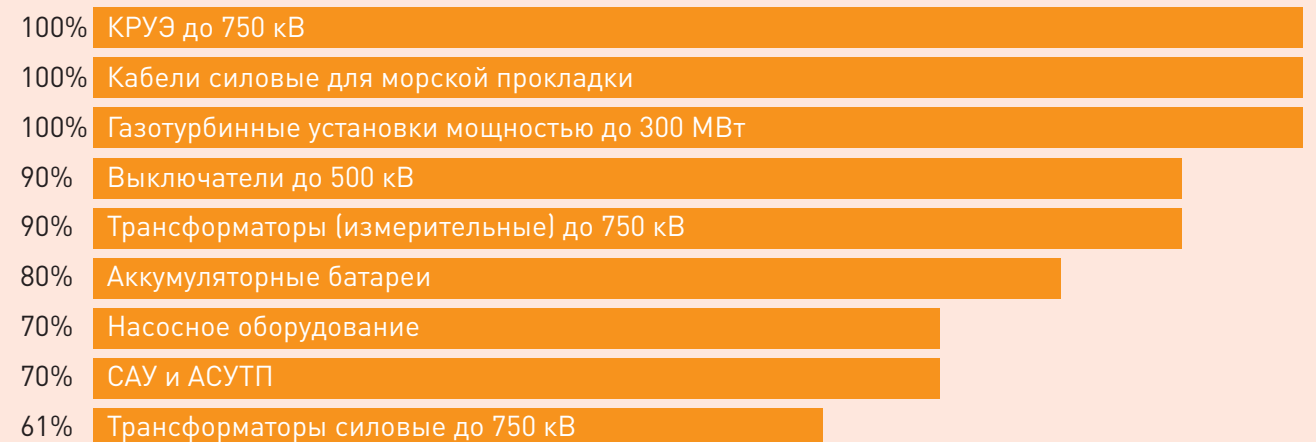 100% КРУЭ до 750 кВ
100% Кабели силовые для морской прокладки
100% Газотурбинные установки мощностью до 300 МВт
90% Выключатели до 500 кВ
90% Трансформаторы (измерительные) до 750 кВ
80% Аккумуляторные батареи
70% Насосное оборудование
70% САУ и АСУТП
61% Трансформаторы силовые до 750 кВ